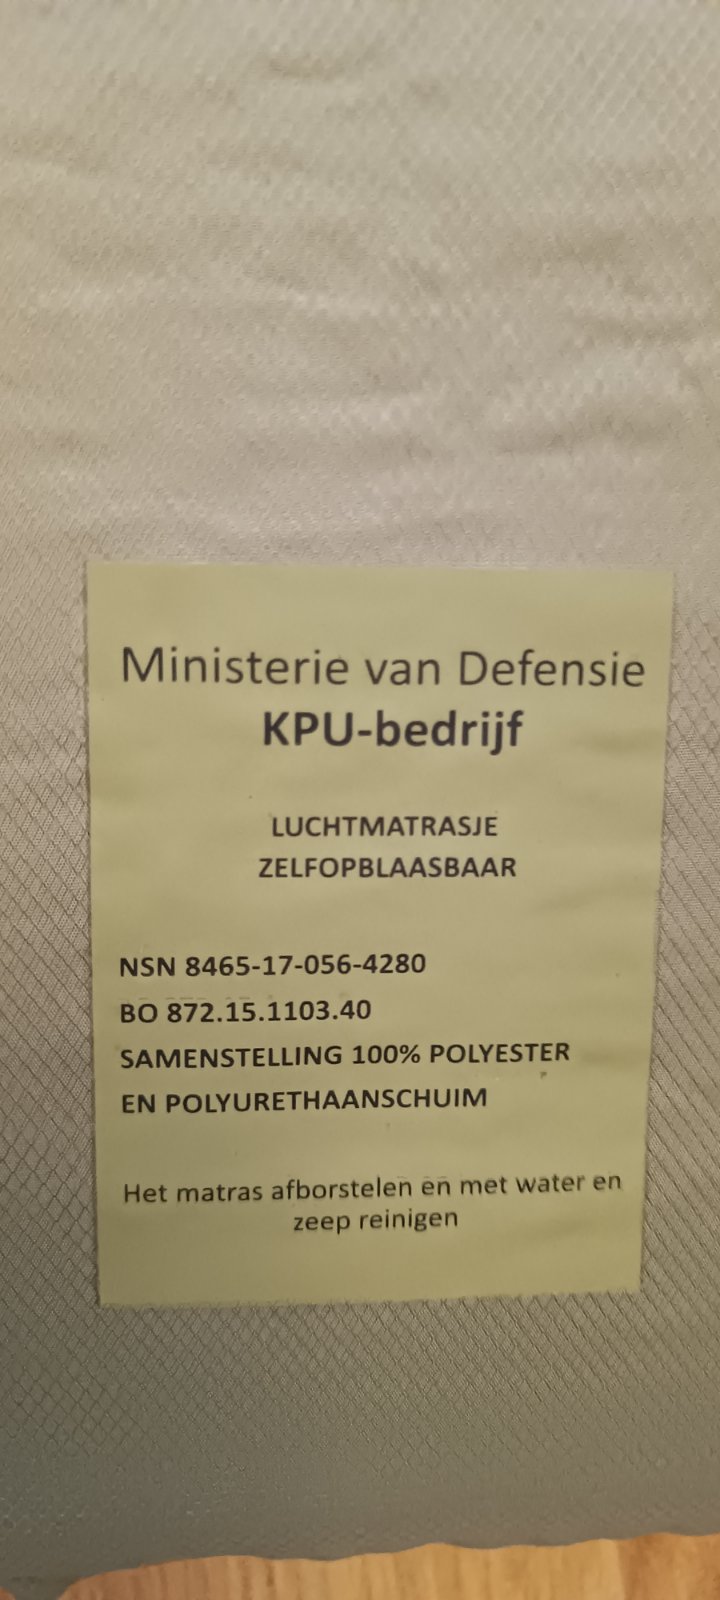 Ministerie van Defensie
KPU-bedrijf
LUCHTMATRASJE
ZELFOPBLAASBAAR
NSN 8465-17-056-4280
BO 872.15.1103.40
SAMENSTELLING 100% POLYESTER
EN POLYURETHAANSCHUIM
Het matras afborstelen en met water en
zeep reinigen